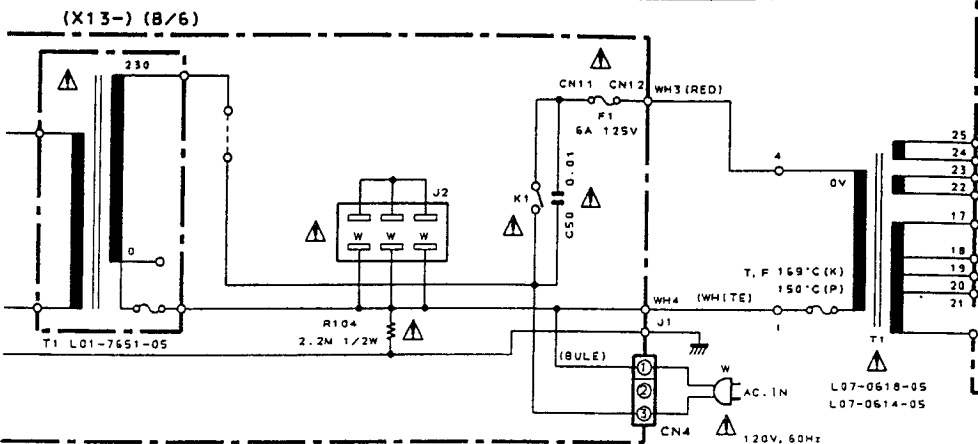 (X13-) (B/6)
230
0
T1 L01-7651-05
J2
W W W
R104
2.2M 1/2W
K1
C50 0.01
CN11 CN12
F1
6A 125V
WH3 (RED)
WH4 (WHITE)
J1
(BULE)
1
2
3
CN4
W
AC.IN
120V, 60Hz
4
0V
T, F 169°C(K)
150°C(P)
1
T1
L07-0618-05
L07-0614-05
25
24
23
22
17
18
19
20
21